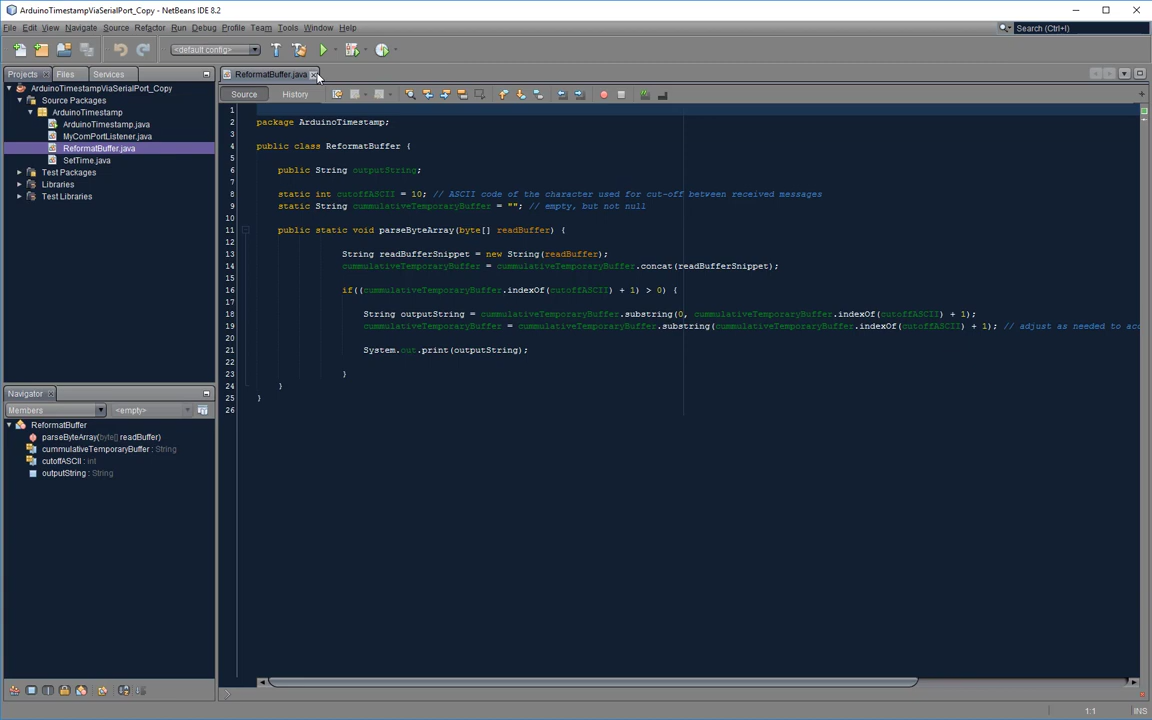 ArduinoTimestampViaSerialPort_Copy - NetBeans IDE 8.2
File Edit View Navigate Source Refactor Run Debug Profile Team Tools Window Help
Search (Ctrl+I)
<default config>
Projects Files Services
ReformatBuffer.java
Source History
ArduinoTimestampViaSerialPort_Copy
Source Packages
ArduinoTimestamp
ArduinoTimestamp.java
MyComPortListener.java
ReformatBuffer.java
SetTime.java
Test Packages
Libraries
Test Libraries
1
2 package ArduinoTimestamp;
3
4 public class ReformatBuffer {
5
6 public String outputString;
7
8 static int cutoffASCII = 10; // ASCII code of the character used for cut-off between received messages
9 static String cummulativeTemporaryBuffer = ""; // empty, but not null
10
11 public static void parseByteArray(byte[] readBuffer) {
12
13 String readBufferSnippet = new String(readBuffer);
14 cummulativeTemporaryBuffer = cummulativeTemporaryBuffer.concat(readBufferSnippet);
15
16 if((cummulativeTemporaryBuffer.indexOf(cutoffASCII) + 1) > 0) {
17
18 String outputString = cummulativeTemporaryBuffer.substring(0, cummulativeTemporaryBuffer.indexOf(cutoffASCII) + 1);
19 cummulativeTemporaryBuffer = cummulativeTemporaryBuffer.substring(cummulativeTemporaryBuffer.indexOf(cutoffASCII) + 1); // adjust as needed to acc
20
21 System.out.print(outputString);
22
23 }
24 }
25 }
26
Navigator
Members <empty>
ReformatBuffer
parseByteArray(byte[] readBuffer)
cummulativeTemporaryBuffer : String
cutoffASCII : int
outputString : String
1:1 INS